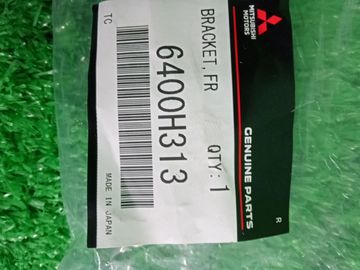 MITSUBISHI
MOTORS
GENUINE PARTS
R
BRACKET, FR
QTY: 1
6400H313
TC
MADE IN JAPAN